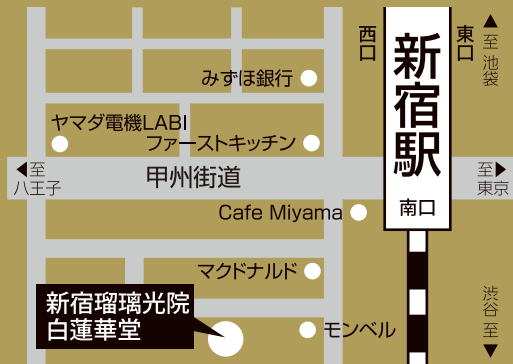 西口
東口
至 池袋
新宿駅
みずほ銀行
ヤマダ電機LABI
ファーストキッチン
至
八王子
甲州街道
至
東京
南口
Cafe Miyama
マクドナルド
新宿瑠璃光院
白蓮華堂
モンベル
渋谷 至